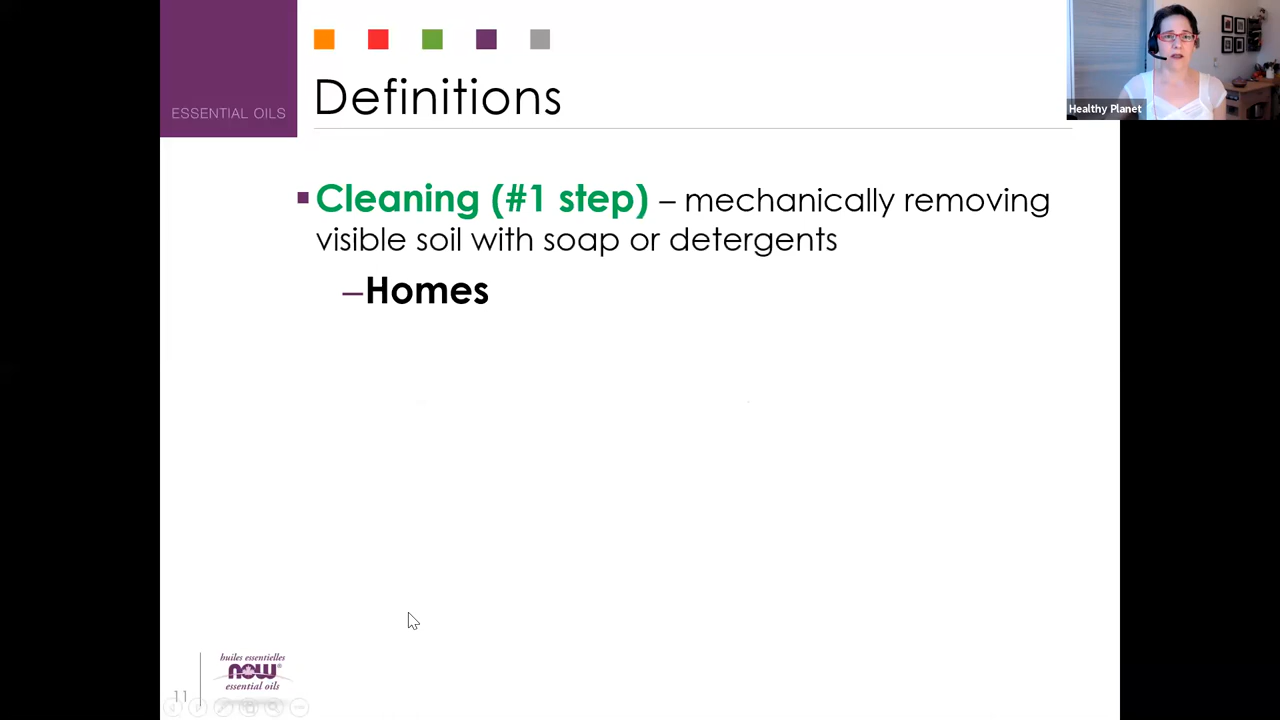 ESSENTIAL OILS
Definitions
Healthy Planet
Cleaning (#1 step) – mechanically removing
visible soil with soap or detergents
–Homes
huiles essentielles
now®
essential oils
11